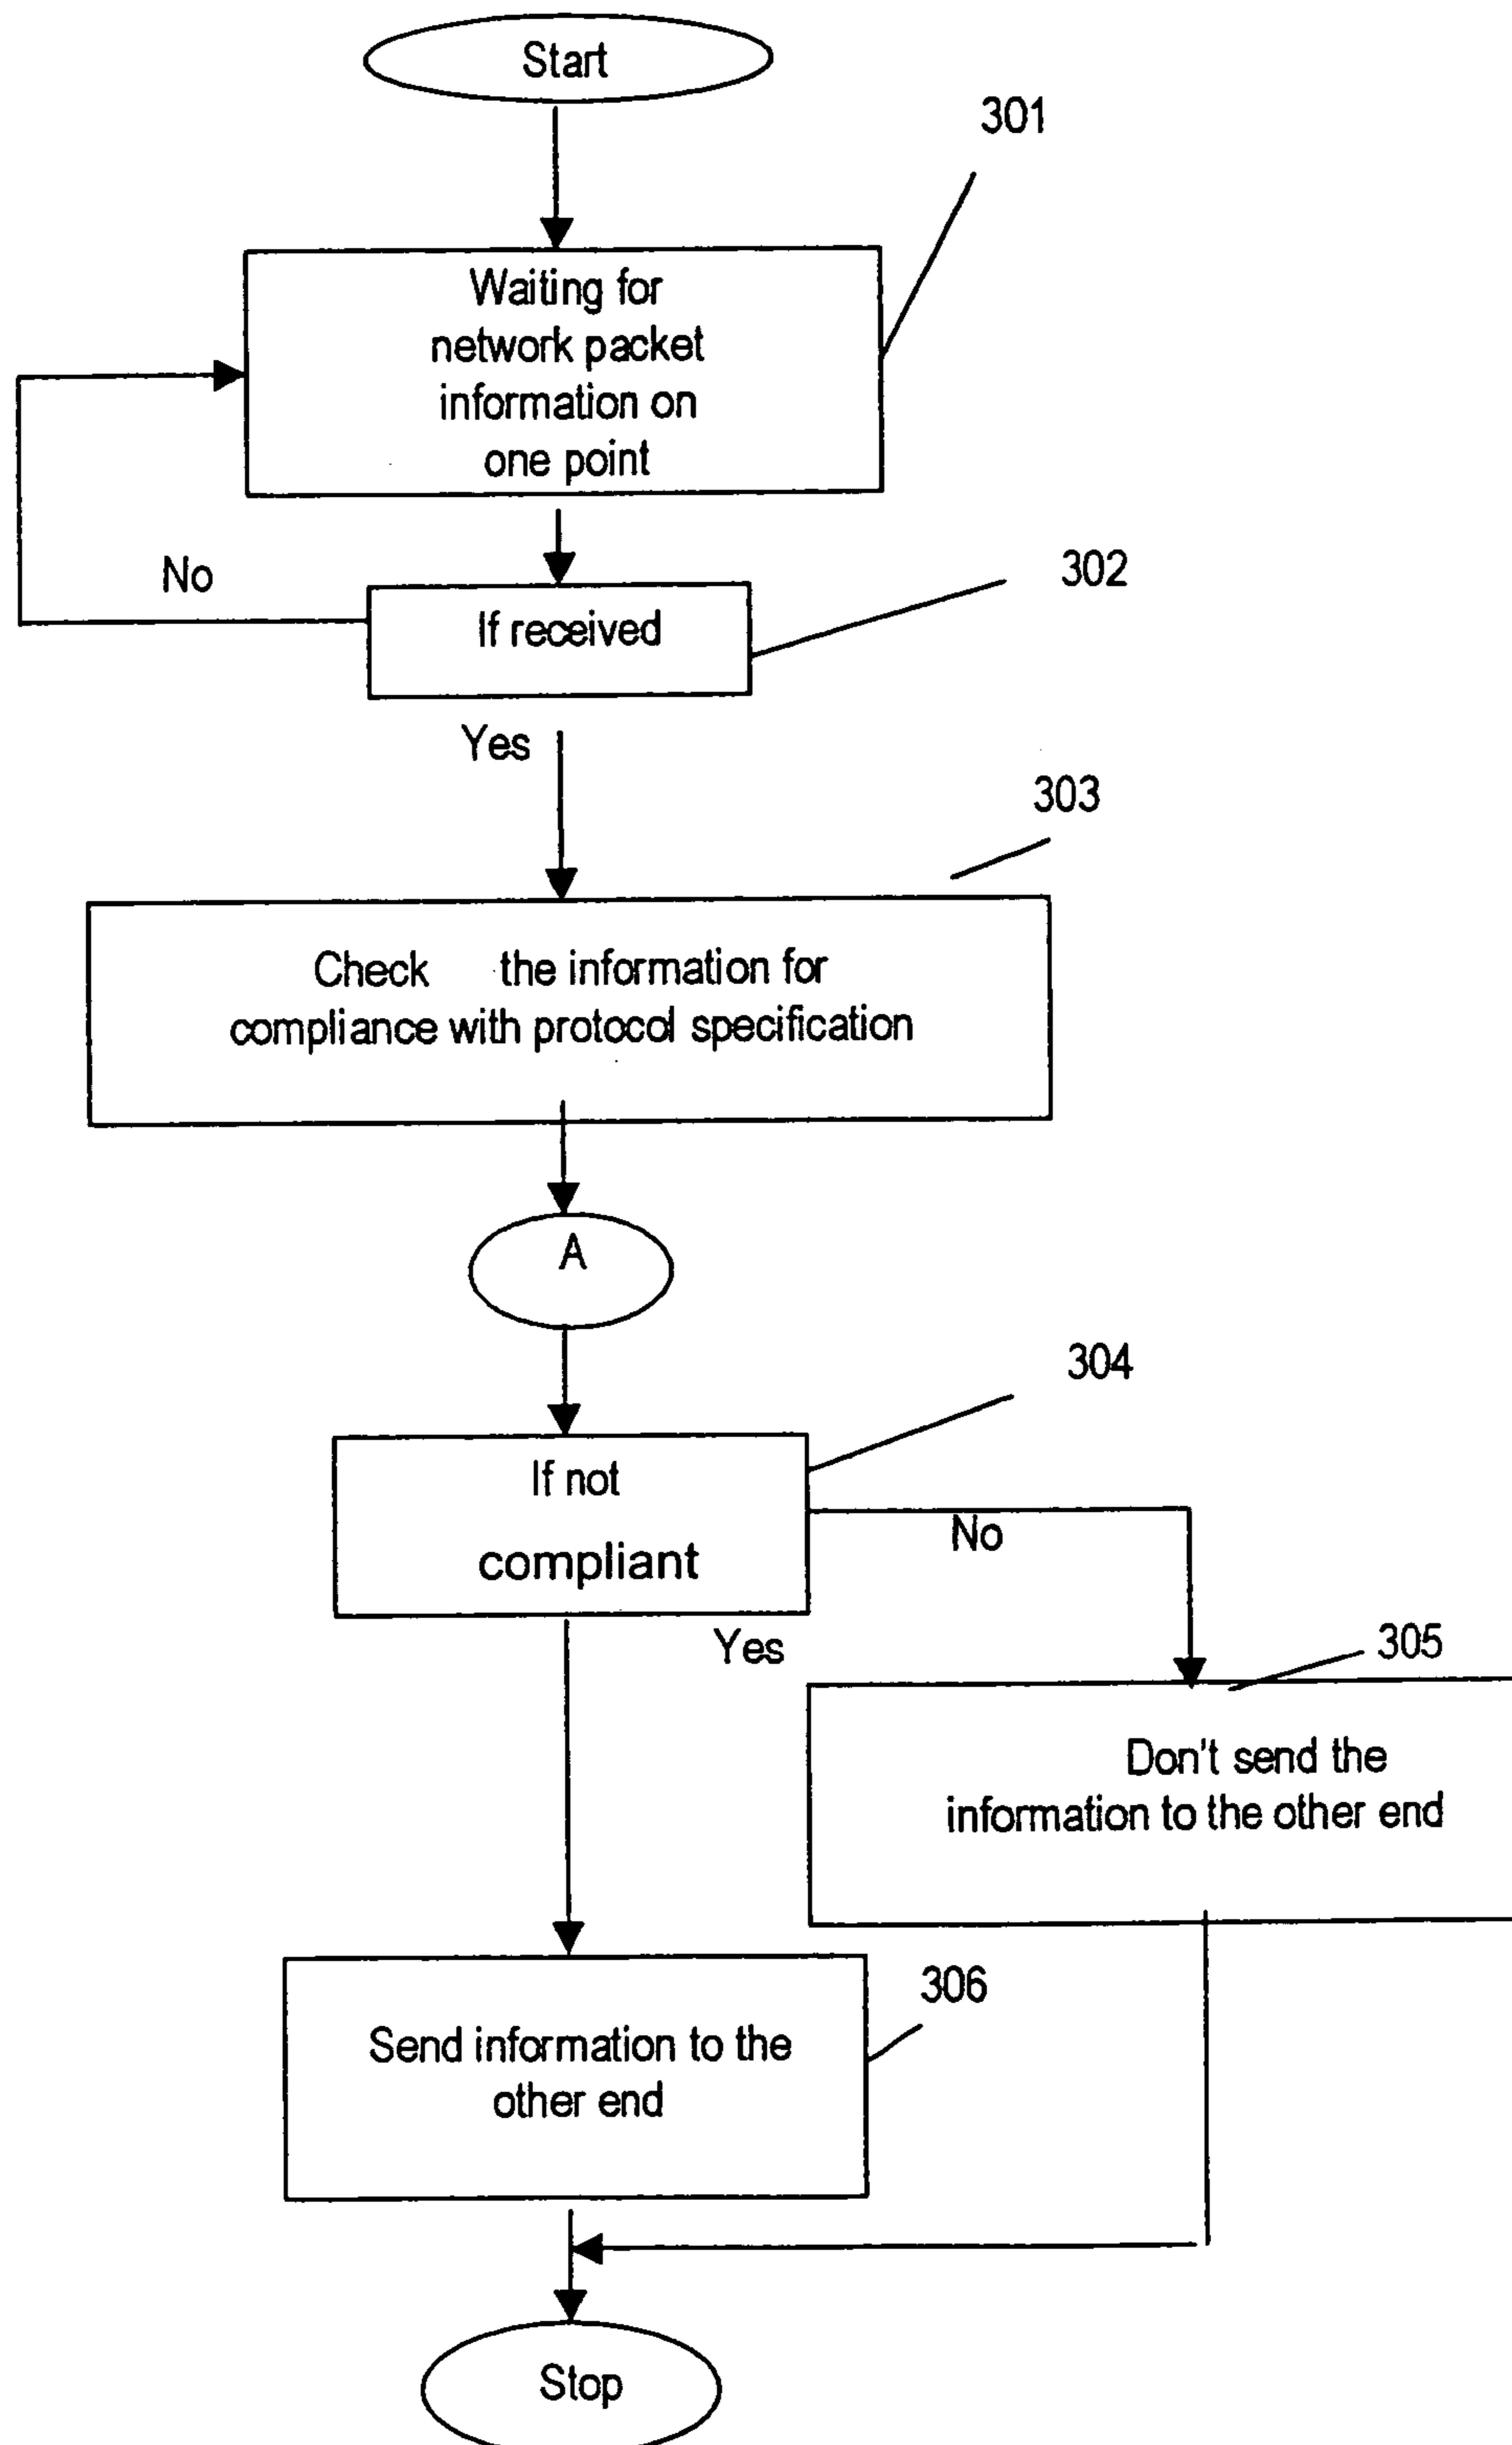 Start
301
Waiting for
network packet
information on
one point
302
No
If received
Yes
303
Check the information for
compliance with protocol specification
A
304
If not
compliant
No
Yes
305
Don't send the
information to the other end
306
Send information to the
other end
Stop